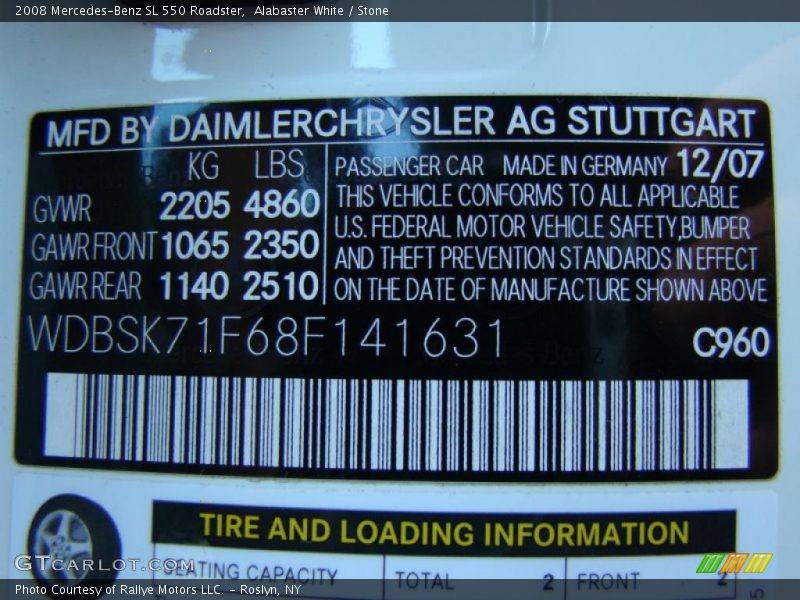 2008 Mercedes-Benz SL 550 Roadster,  Alabaster White / Stone
MFD BY DAIMLERCHRYSLER AG STUTTGART
KG LBS
GVWR 2205 4860
GAWR FRONT 1065 2350
GAWR REAR 1140 2510
PASSENGER CAR MADE IN GERMANY 12/07
THIS VEHICLE CONFORMS TO ALL APPLICABLE
U.S. FEDERAL MOTOR VEHICLE SAFETY,BUMPER
AND THEFT PREVENTION STANDARDS IN EFFECT
ON THE DATE OF MANUFACTURE SHOWN ABOVE
WDBSK71F68F141631 C960
TIRE AND LOADING INFORMATION
SEATING CAPACITY TOTAL 2 FRONT 2
GTCARLOT.COM
Photo Courtesy of Rallye Motors LLC. - Roslyn, NY